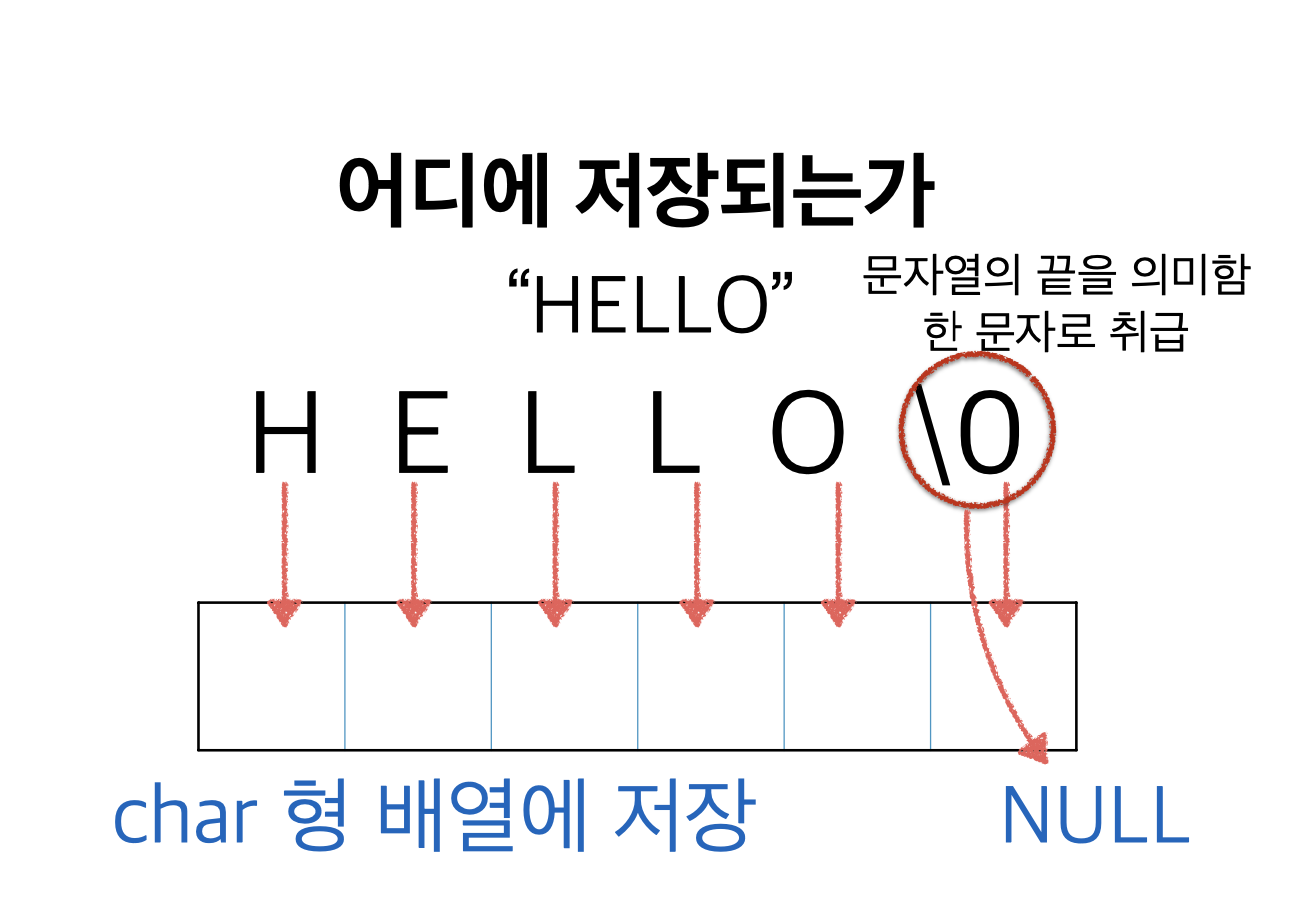 어디에 저장되는가
“HELLO”
문자열의 끝을 의미함
한 문자로 취급
H E L L O \0
char 형 배열에 저장
NULL